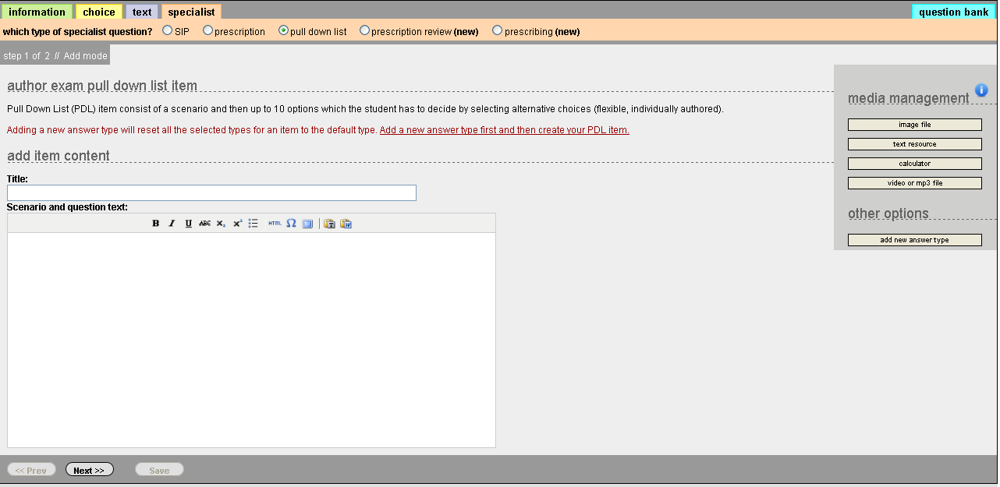 information choice text specialist question bank
which type of specialist question? SIP prescription pull down list prescription review (new) prescribing (new)
step 1 of 2 // Add mode
author exam pull down list item
Pull Down List (PDL) item consist of a scenario and then up to 10 options which the student has to decide by selecting alternative choices (flexible, individually authored).
Adding a new answer type will reset all the selected types for an item to the default type. Add a new answer type first and then create your PDL item.
add item content
Title:
Scenario and question text:
B I U ABC X₂ X² HTML Ω T W
media management i
image file
text resource
calculator
video or mp3 file
other options
add new answer type
<< Prev Next >> Save